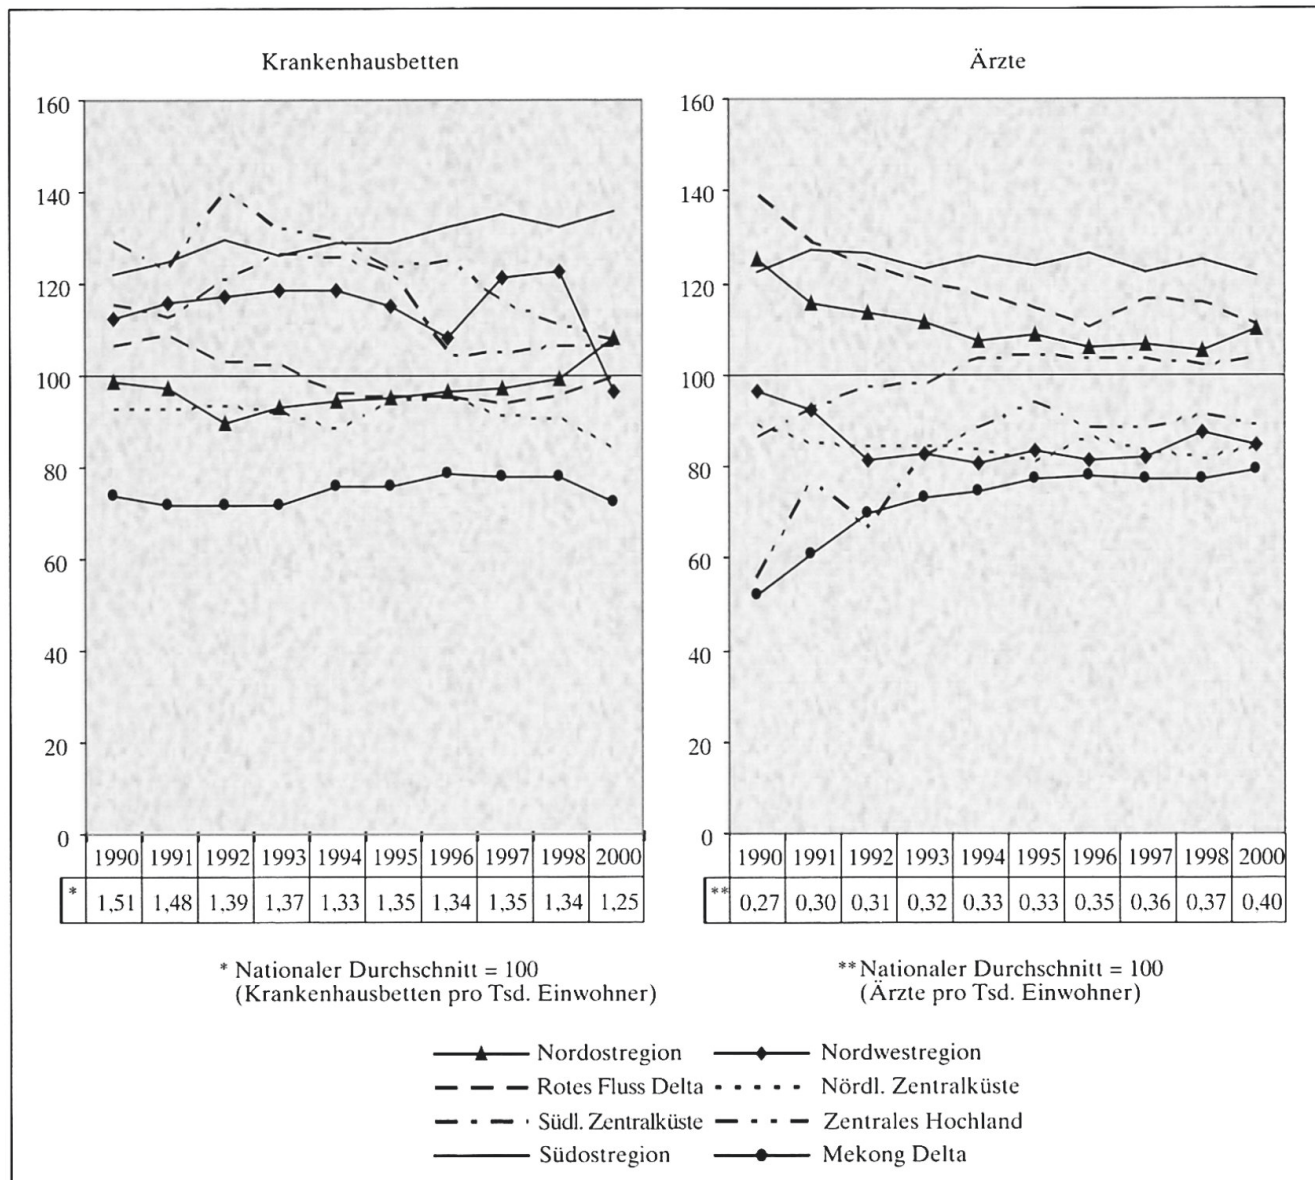 Krankenhausbetten
160
140
120
100
80
60
40
20
0
1990 1991 1992 1993 1994 1995 1996 1997 1998 2000
* 1,51 1,48 1,39 1,37 1,33 1,35 1,34 1,35 1,34 1,25
* Nationaler Durchschnitt = 100
(Krankenhausbetten pro Tsd. Einwohner)
Ärzte
160
140
120
100
80
60
40
20
0
1990 1991 1992 1993 1994 1995 1996 1997 1998 2000
** 0,27 0,30 0,31 0,32 0,33 0,33 0,35 0,36 0,37 0,40
** Nationaler Durchschnitt = 100
(Ärzte pro Tsd. Einwohner)
Nordostregion Nordwestregion
Rotes Fluss Delta Nördl. Zentralküste
Südl. Zentralküste Zentrales Hochland
Südostregion Mekong Delta